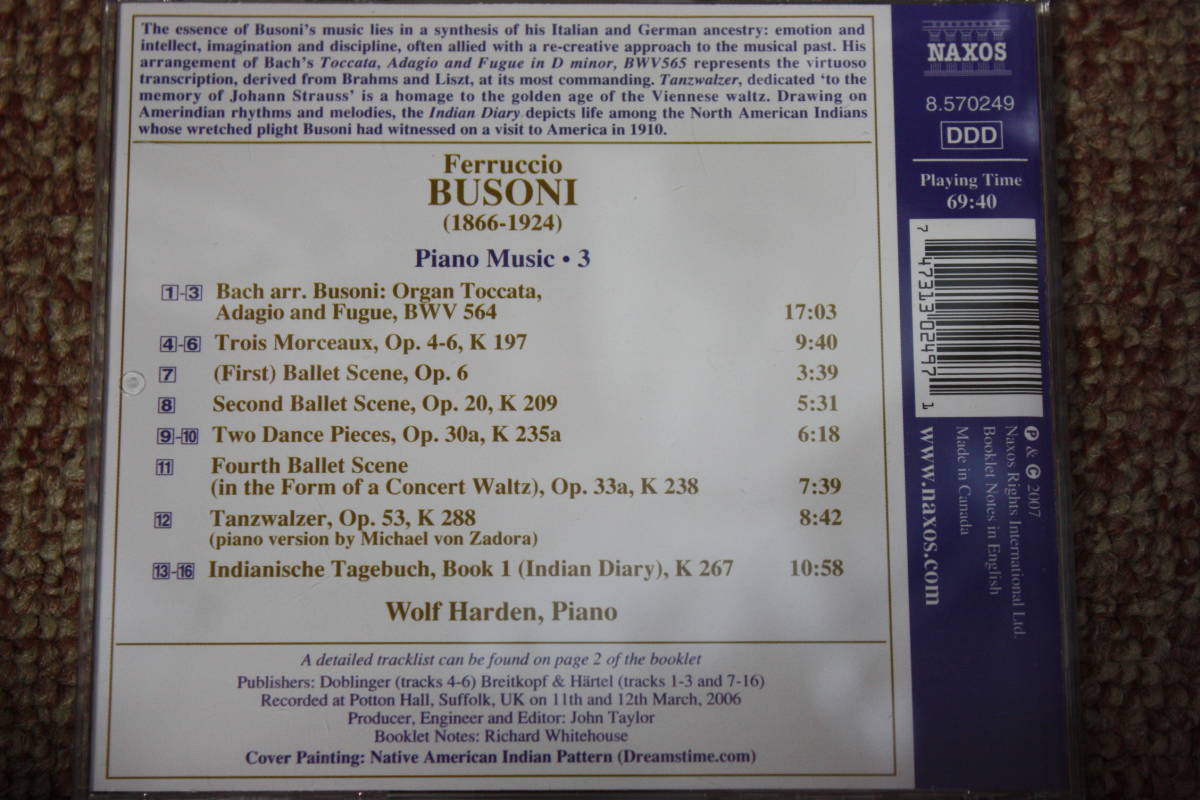 The essence of Busoni's music lies in a synthesis of his Italian and German ancestry: emotion and
intellect, imagination and discipline, often allied with a re-creative approach to the musical past. His
arrangement of Bach's Toccata, Adagio and Fugue in D minor, BWV565 represents the virtuoso
transcription, derived from Brahms and Liszt, at its most commanding. Tanzwalzer, dedicated 'to the
memory of Johann Strauss' is a homage to the golden age of the Viennese waltz. Drawing on
Amerindian rhythms and melodies, the Indian Diary depicts life among the North American Indians
whose wretched plight Busoni had witnessed on a visit to America in 1910.
Ferruccio
BUSONI
(1866-1924)
Piano Music • 3
1-3 Bach arr. Busoni: Organ Toccata,
Adagio and Fugue, BWV 564 17:03
4-6 Trois Morceaux, Op. 4-6, K 197 9:40
7 (First) Ballet Scene, Op. 6 3:39
8 Second Ballet Scene, Op. 20, K 209 5:31
9-10 Two Dance Pieces, Op. 30a, K 235a 6:18
11 Fourth Ballet Scene
(in the Form of a Concert Waltz), Op. 33a, K 238 7:39
12 Tanzwalzer, Op. 53, K 288 8:42
(piano version by Michael von Zadora)
13-16 Indianische Tagebuch, Book 1 (Indian Diary), K 267 10:58
Wolf Harden, Piano
A detailed tracklist can be found on page 2 of the booklet
Publishers: Doblinger (tracks 4-6) Breitkopf & Härtel (tracks 1-3 and 7-16)
Recorded at Potton Hall, Suffolk, UK on 11th and 12th March, 2006
Producer, Engineer and Editor: John Taylor
Booklet Notes: Richard Whitehouse
Cover Painting: Native American Indian Pattern (Dreamstime.com)
NAXOS
8.570249
DDD
Playing Time
69:40
7 47313 02497 1
℗ & © 2007
Naxos Rights International Ltd.
Booklet Notes in English
Made in Canada
www.naxos.com